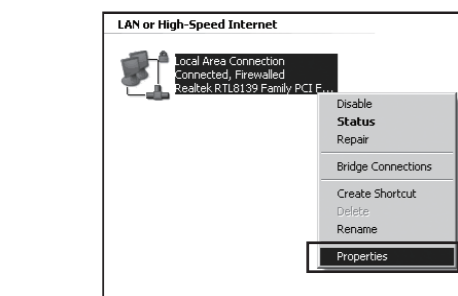 LAN or High-Speed Internet
Local Area Connection
Connected, Firewalled
Realtek RTL8139 Family PCI F...
Disable
Status
Repair
Bridge Connections
Create Shortcut
Delete
Rename
Properties